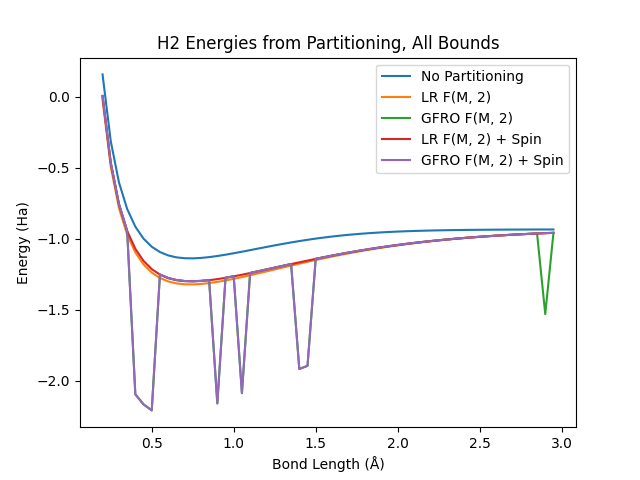 H2 Energies from Partitioning, All Bounds
No Partitioning
LR F(M, 2)
GFRO F(M, 2)
LR F(M, 2) + Spin
GFRO F(M, 2) + Spin
Energy (Ha)
0.0
−0.5
−1.0
−1.5
−2.0
0.5 1.0 1.5 2.0 2.5 3.0
Bond Length (Å)